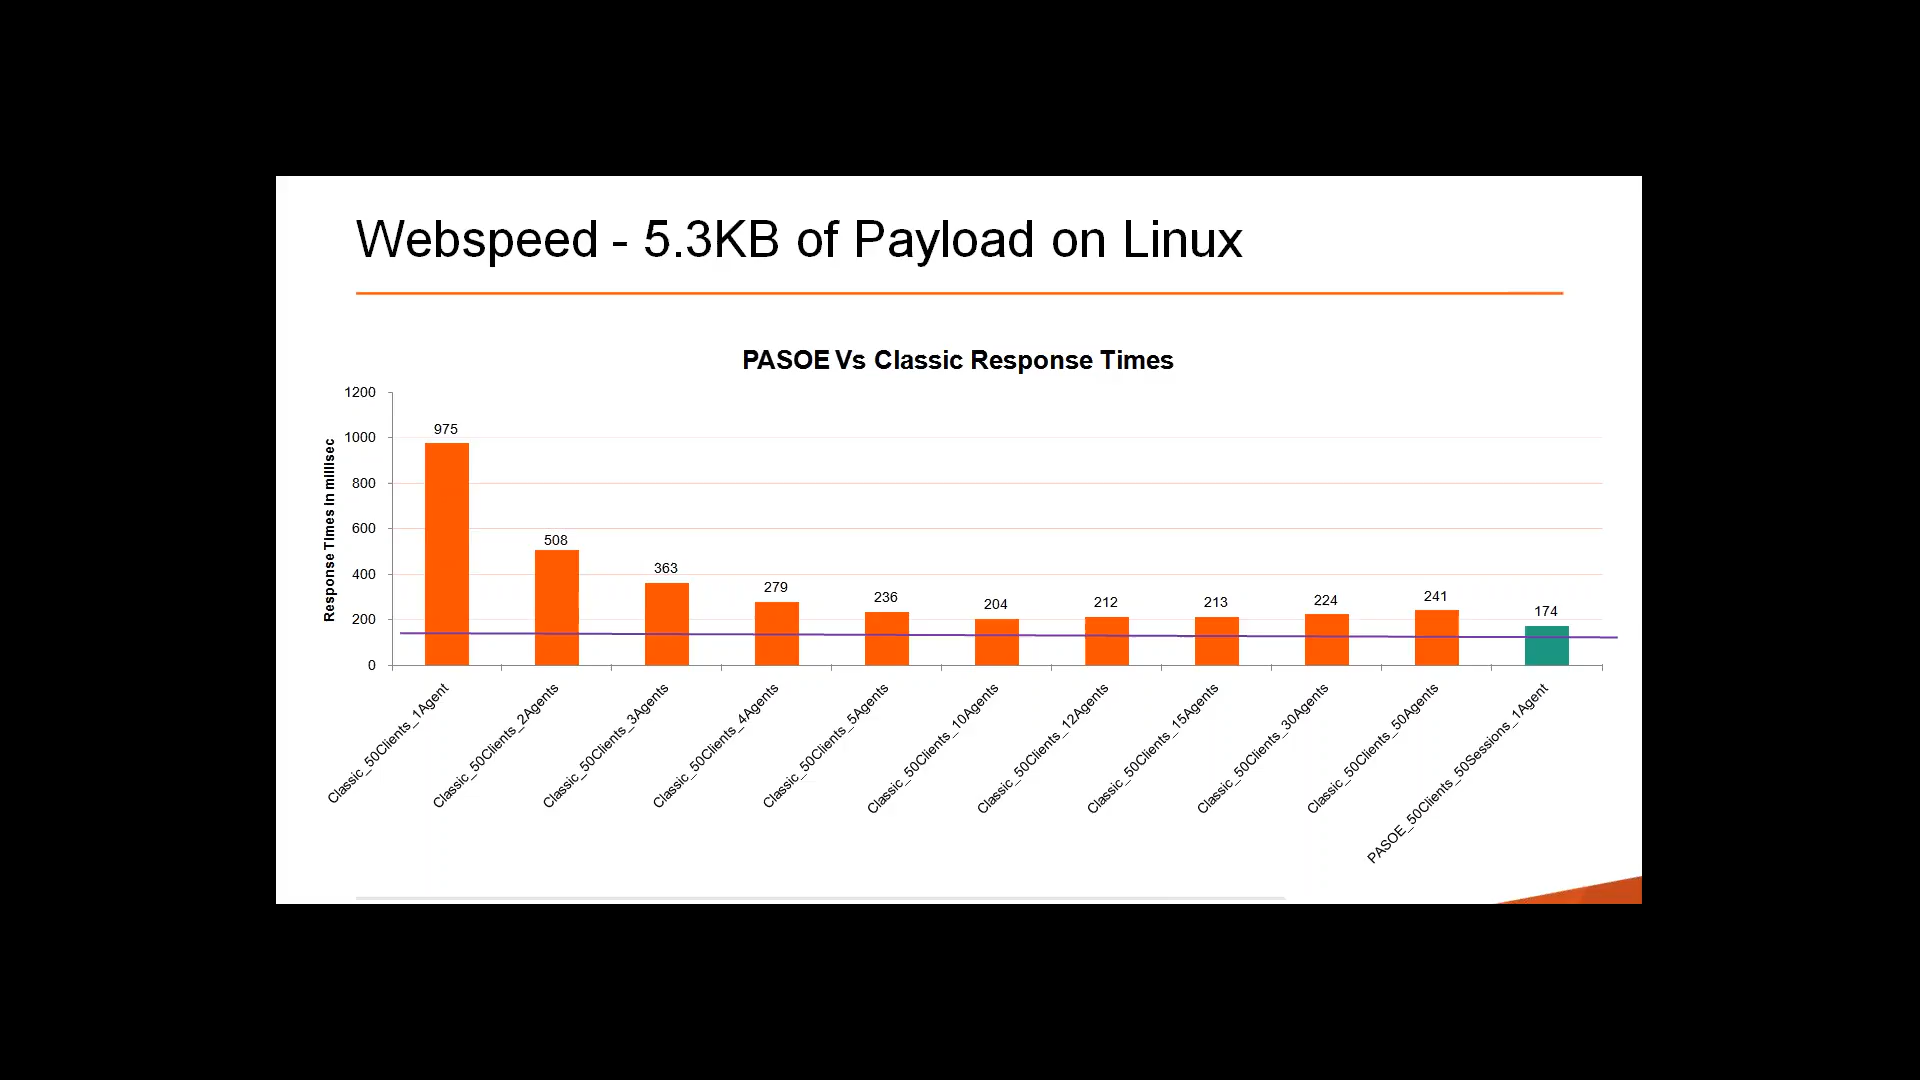 Webspeed - 5.3KB of Payload on Linux
PASOE Vs Classic Response Times
Response Times in millisec
1200
1000
800
600
400
200
0
975
508
363
279
236
204
212
213
224
241
174
Classic_50Clients_1Agent
Classic_50Clients_2Agents
Classic_50Clients_3Agents
Classic_50Clients_4Agents
Classic_50Clients_5Agents
Classic_50Clients_10Agents
Classic_50Clients_12Agents
Classic_50Clients_15Agents
Classic_50Clients_30Agents
Classic_50Clients_50Agents
PASOE_50Clients_50Sessions_1Agent